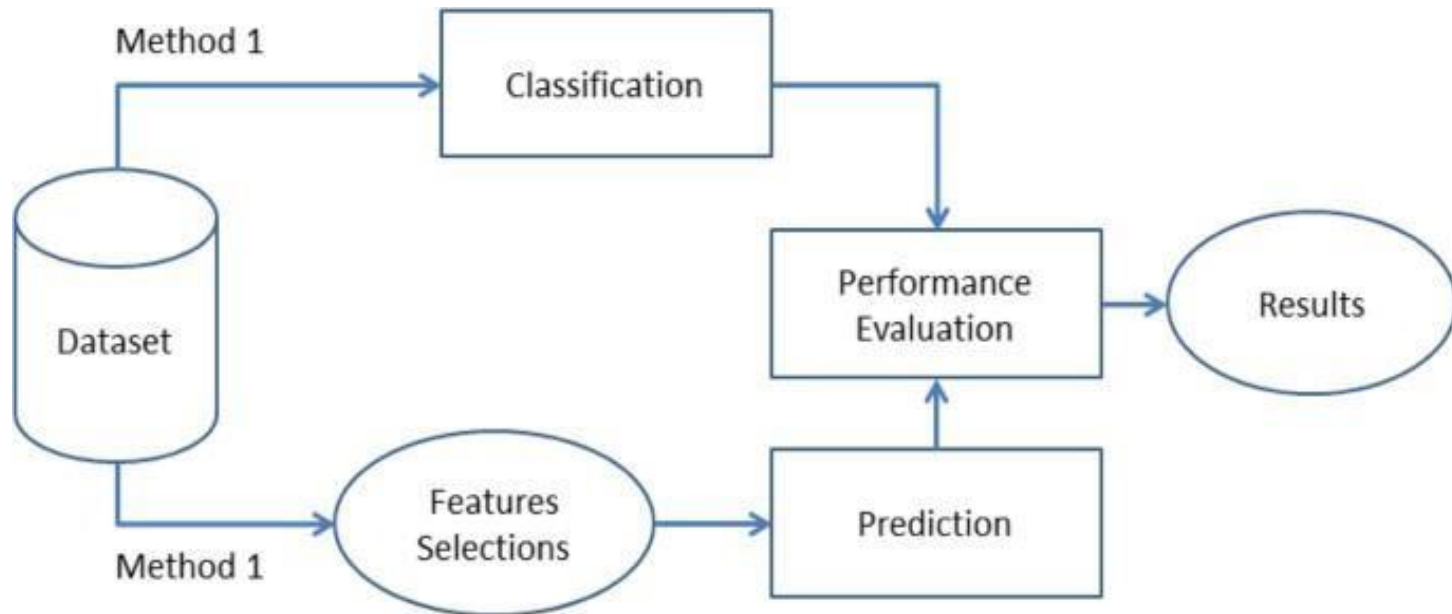 Method 1
Classification
Dataset
Performance
Evaluation
Results
Features
Selections
Prediction
Method 1